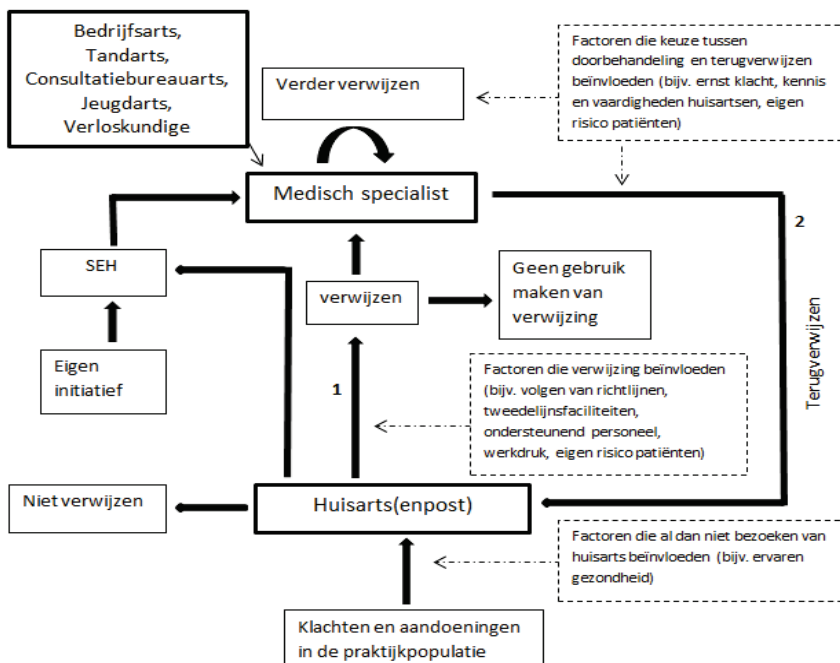 Bedrijfsarts,
Tandarts,
Consultatiebureauarts,
Jeugdarts,
Verloskundige
Verder verwijzen
Factoren die keuze tussen
doorbehandeling en terugverwijzen
beïnvloeden (bijv. ernst klacht, kennis
en vaardigheden huisartsen, eigen
risico patiënten)
Medisch specialist
2
SEH
verwijzen
Geen gebruik
maken van
verwijzing
Terugverwijzen
Eigen
initiatief
1
Factoren die verwijzing beïnvloeden
(bijv. volgen van richtlijnen,
tweedelijnsfaciliteiten,
ondersteunend personeel,
werkdruk, eigen risico patiënten)
Niet verwijzen
Huisarts(enpost)
Factoren die al dan niet bezoeken van
huisarts beïnvloeden (bijv. ervaren
gezondheid)
Klachten en aandoeningen
in de praktijkpopulatie